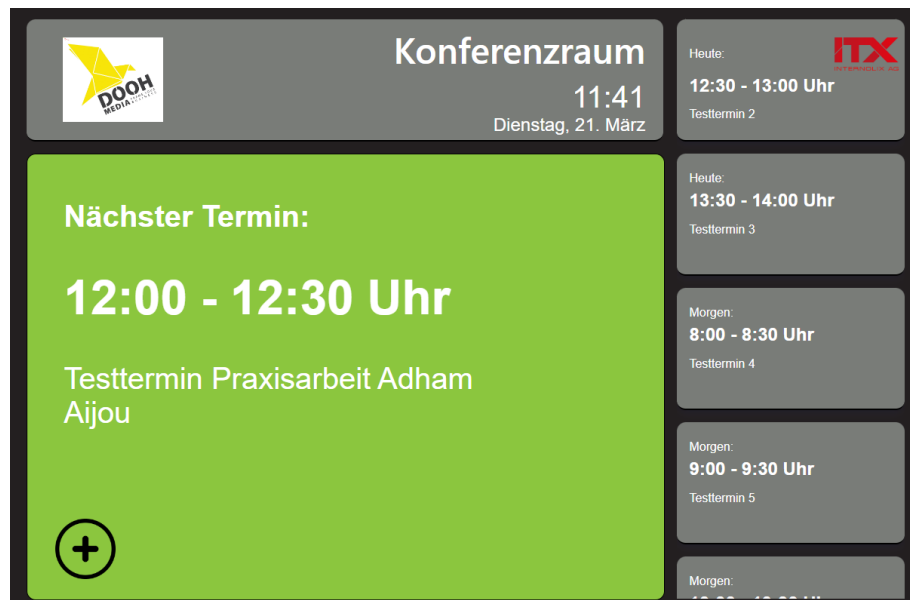 DOOH
MEDIA
Konferenzraum
11:41
Dienstag, 21. März
Nächster Termin:
12:00 - 12:30 Uhr
Testtermin Praxisarbeit Adham
Aijou
ITX
INTERNOLIX AG
Heute:
12:30 - 13:00 Uhr
Testtermin 2
Heute:
13:30 - 14:00 Uhr
Testtermin 3
Morgen:
8:00 - 8:30 Uhr
Testtermin 4
Morgen:
9:00 - 9:30 Uhr
Testtermin 5
Morgen: